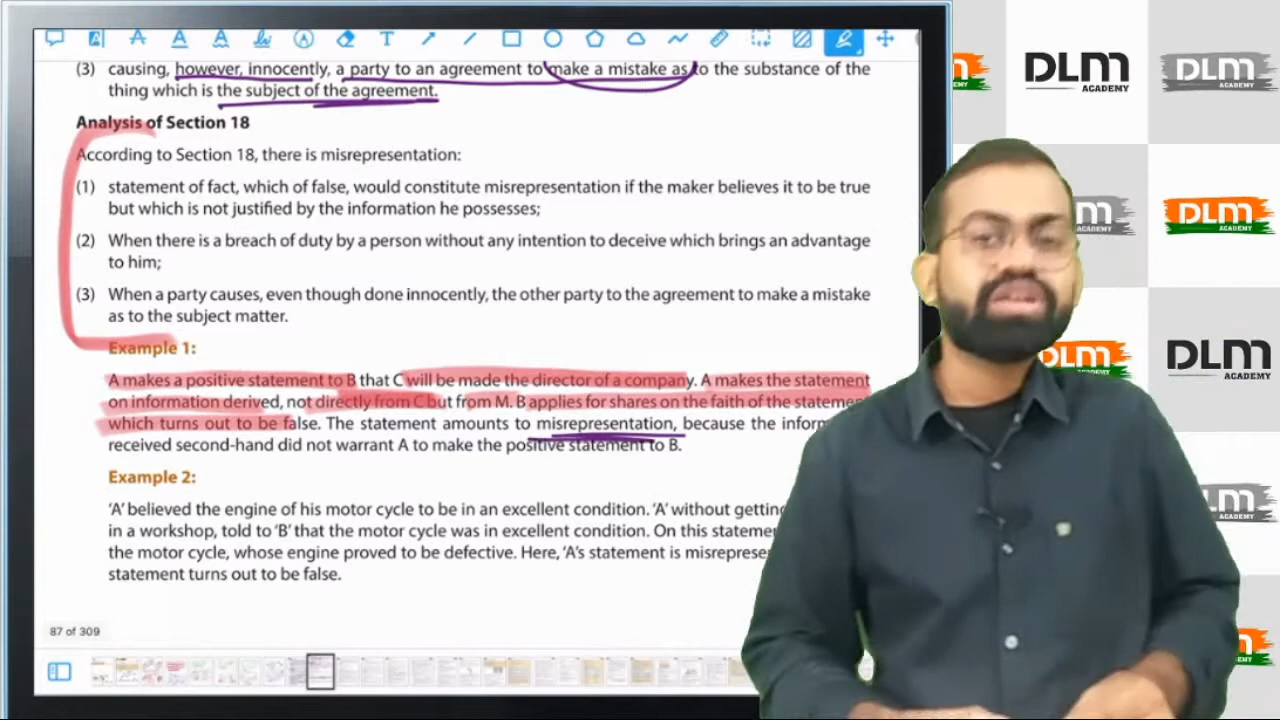 (3) causing, however, innocently, a party to an agreement to make a mistake as to the substance of the
thing which is the subject of the agreement.
Analysis of Section 18
According to Section 18, there is misrepresentation:
(1) statement of fact, which of false, would constitute misrepresentation if the maker believes it to be true
but which is not justified by the information he possesses;
(2) When there is a breach of duty by a person without any intention to deceive which brings an advantage
to him;
(3) When a party causes, even though done innocently, the other party to the agreement to make a mistake
as to the subject matter.
Example 1:
A makes a positive statement to B that C will be made the director of a company. A makes the statement
on information derived, not directly from C but from M. B applies for shares on the faith of the
which turns out to be false. The statement amounts to misrepresentation, because the
received second-hand did not warrant A to make the positive statement to B.
Example 2:
‘A’ believed the engine of his motor cycle to be in an excellent condition. ‘A’ without getting
in a workshop, told to ‘B’ that the motor cycle was in excellent condition. On this
the motor cycle, whose engine proved to be defective. Here, ‘A’s statement is
statement turns out to be false.
87 of 309
DLM
ACADEMY
DLM
ACADEMY
DLM
ACADEMY
DLM
ACADEMY
DLM
ACADEMY
ACADEMY